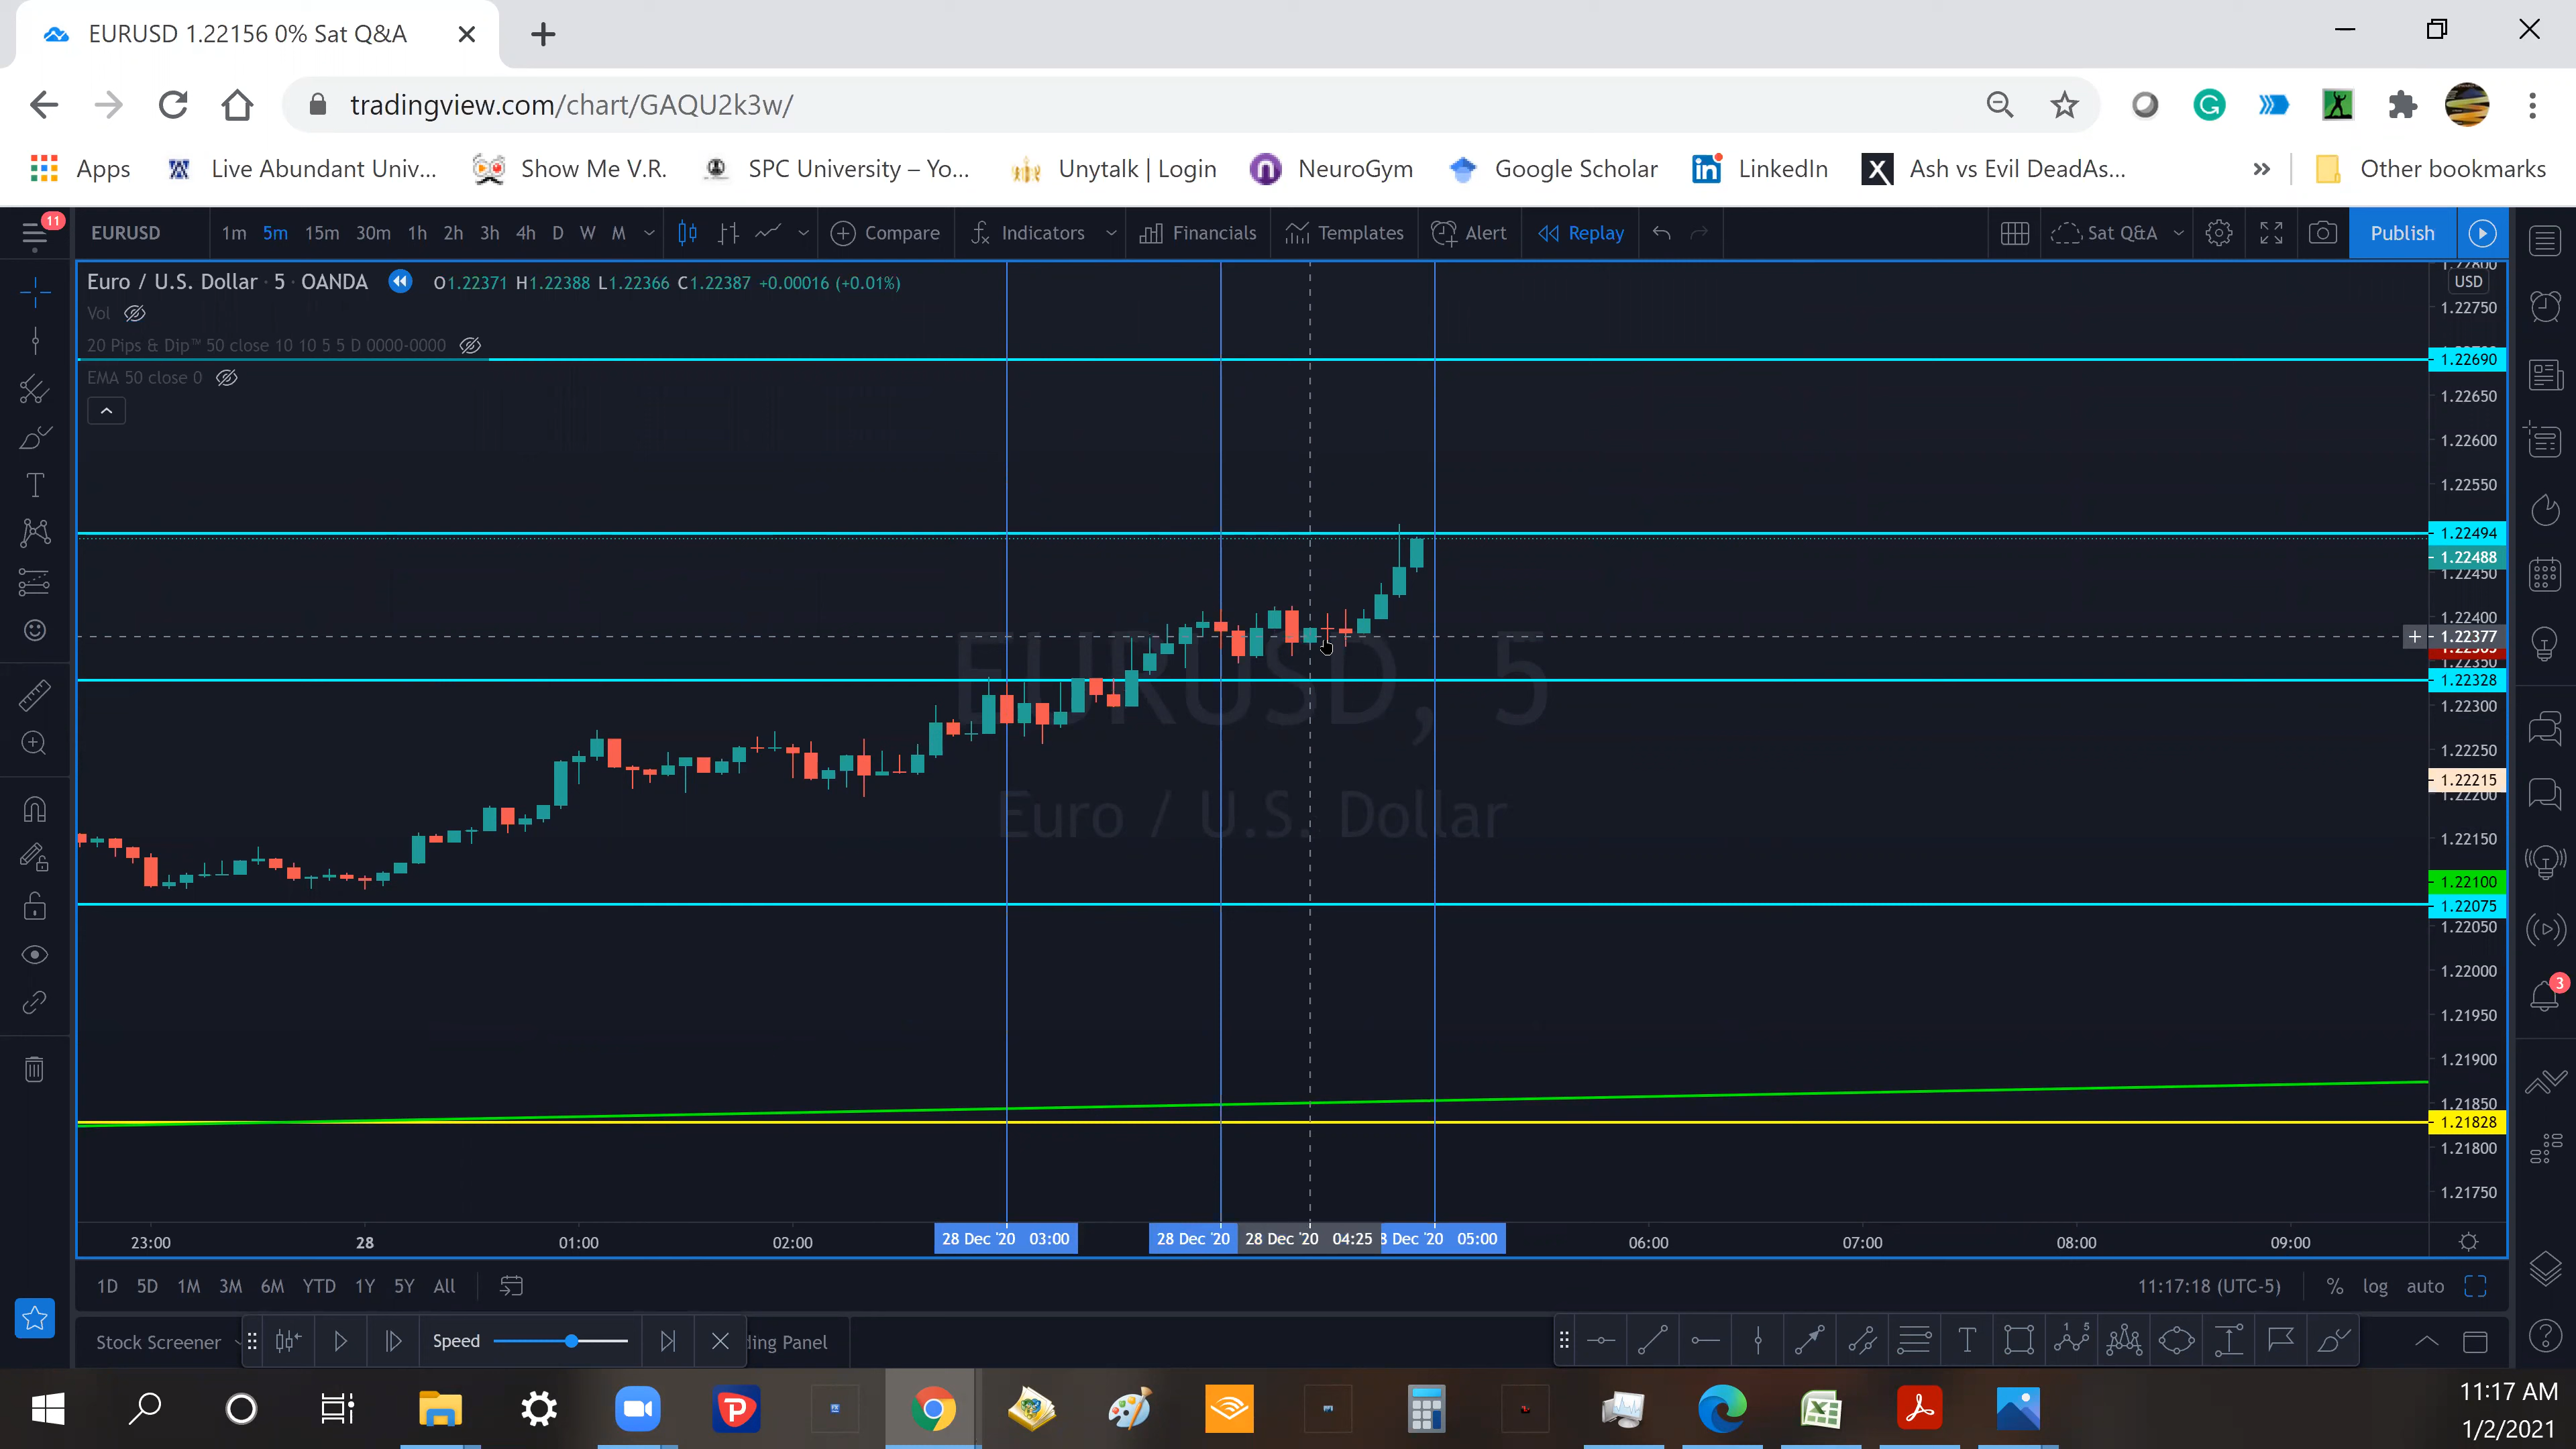 EURUSD 1.22156 0% Sat Q&A
tradingview.com/chart/GAQU2k3w/
Apps Live Abundant Univ... Show Me V.R. SPC University – Yo... Unytalk | Login NeuroGym Google Scholar LinkedIn Ash vs Evil DeadAs... » Other bookmarks
11 EURUSD 1m 5m 15m 30m 1h 2h 3h 4h D W M Compare Indicators Financials Templates Alert Replay Sat Q&A Publish
Euro / U.S. Dollar · 5 · OANDA O1.22371 H1.22388 L1.22366 C1.22387 +0.00016 (+0.01%)
USD
Vol
1.22750
20 Pips & Dip™ 50 close 10 10 5 5 D 0000-0000
1.22690
EMA 50 close 0
1.22650
1.22600
1.22550
1.22494
1.22488
1.22450
1.22400
1.22377
1.22350
1.22328
EURUSD, 5
1.22300
1.22250
1.22215
1.22200
Euro / U.S. Dollar
1.22150
1.22100
1.22075
1.22050
1.22000
3
1.21950
1.21900
1.21850
1.21828
1.21800
1.21750
23:00 28 01:00 02:00 28 Dec '20 03:00 28 Dec '20 28 Dec '20 04:25 Dec '20 05:00 06:00 07:00 08:00 09:00
1D 5D 1M 3M 6M YTD 1Y 5Y All 11:17:18 (UTC-5) % log auto
Stock Screener Speed ding Panel
11:17 AM
1/2/2021